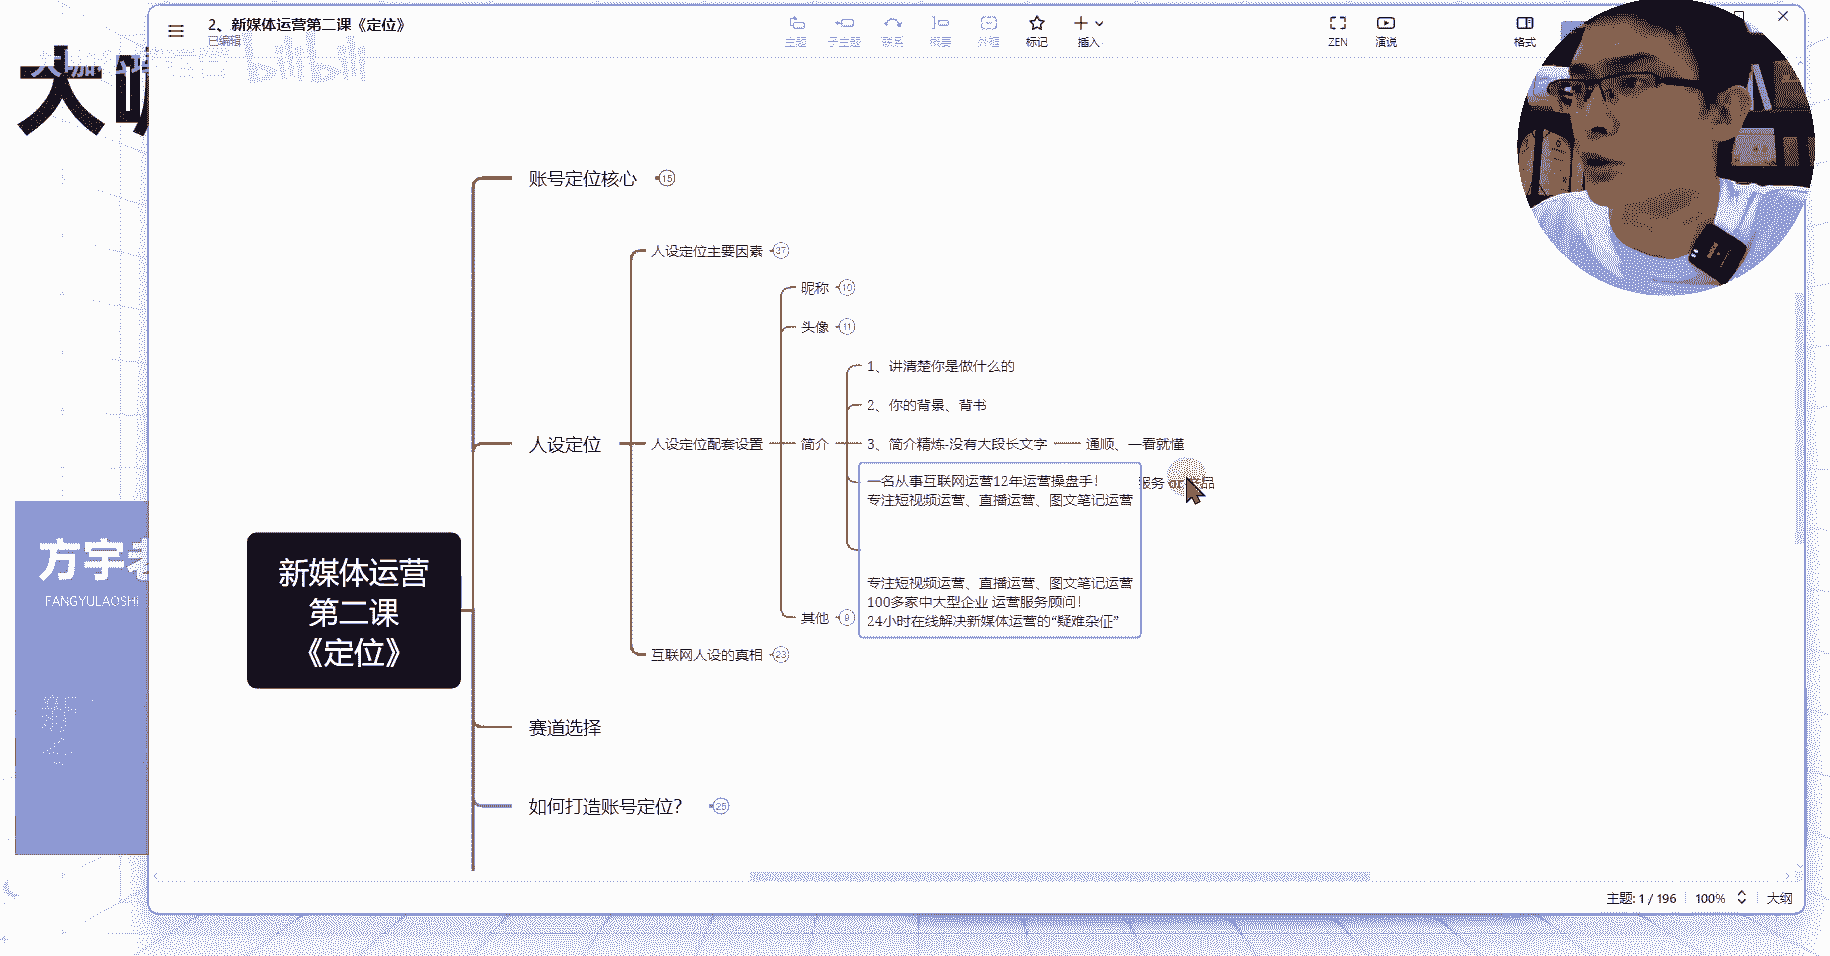 2、新媒体运营第二课《定位》
已编辑
主题
子主题
联系
概要
外框
标记
插入
ZEN
演说
格式
bilibili
大咖
方宇老
FANGYULAOSHI
账号定位核心 15
人设定位主要因素 37
昵称 10
头像 11
1、讲清楚你是做什么的
2、你的背景、背书
人设定位
人设定位配套设置
简介
3、简介精炼-没有大段长文字
通顺、一看就懂
一名从事互联网运营12年运营操盘手！
服务 or 产品
专注短视频运营、直播运营、图文笔记运营
专注短视频运营、直播运营、图文笔记运营
100多家中大型企业 运营服务顾问！
24小时在线解决新媒体运营的“疑难杂征”
其他 9
互联网人设的真相 23
新媒体运营
第二课
《定位》
赛道选择
如何打造账号定位？ 25
主题: 1 / 196
100%
大纲